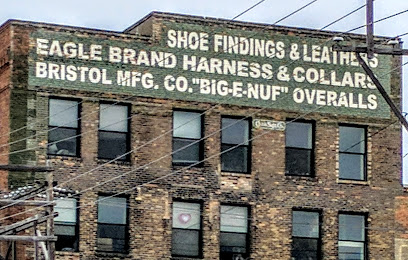 SHOE FINDINGS & LEATHERS
EAGLE BRAND HARNESS & COLLARS
BRISTOL MFG. CO. "BIG-E-NUF" OVERALLS